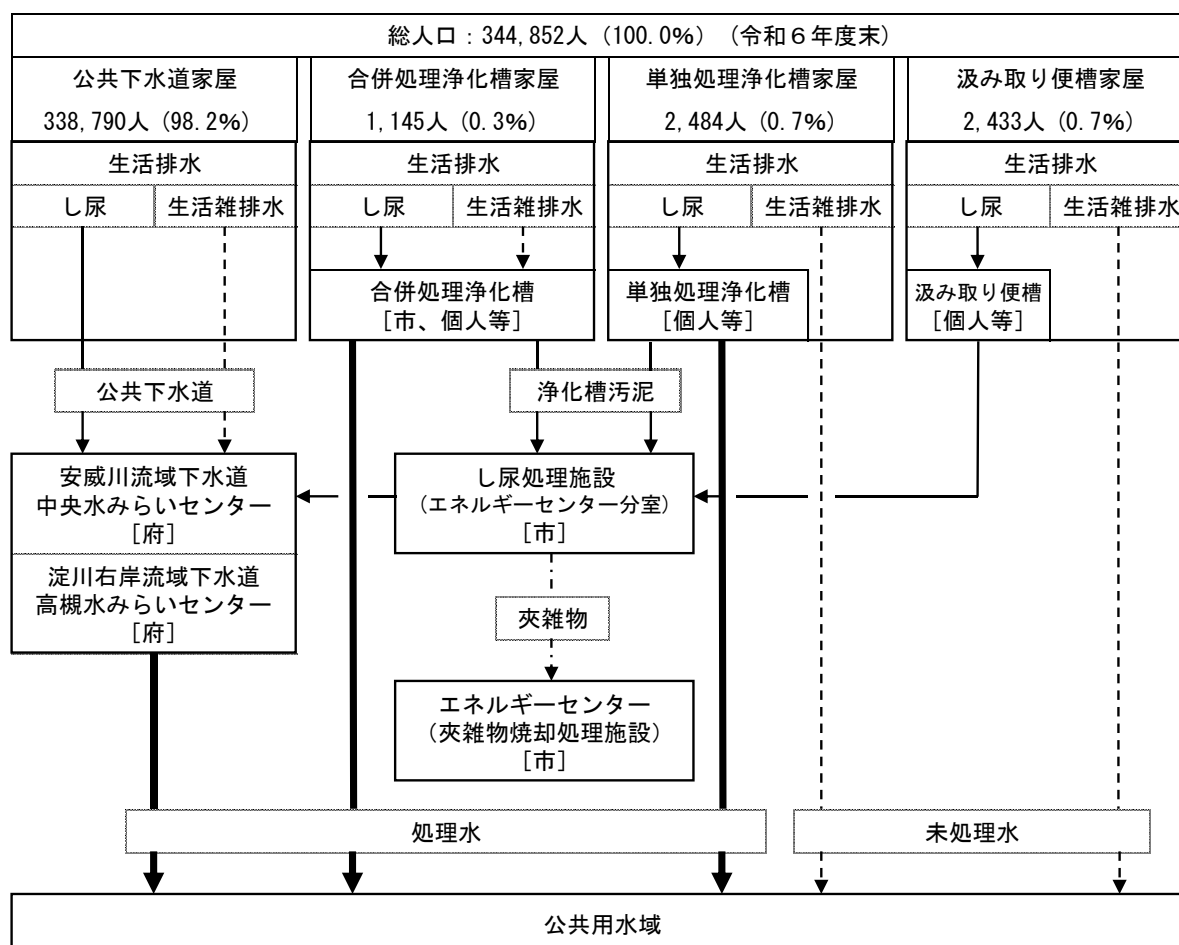 総人口：344,852人（100.0%）（令和６年度末）
公共下水道家屋
338,790人（98.2%）
合併処理浄化槽家屋
1,145人（0.3%）
単独処理浄化槽家屋
2,484人（0.7%）
汲み取り便槽家屋
2,433人（0.7%）
生活排水
生活排水
生活排水
生活排水
し尿
生活雑排水
し尿
生活雑排水
し尿
生活雑排水
し尿
生活雑排水
合併処理浄化槽
［市、個人等］
単独処理浄化槽
［個人等］
汲み取り便槽
［個人等］
公共下水道
浄化槽汚泥
安威川流域下水道
中央水みらいセンター
［府］
し尿処理施設
（エネルギーセンター分室）
［市］
淀川右岸流域下水道
高槻水みらいセンター
［府］
夾雑物
エネルギーセンター
（夾雑物焼却処理施設）
［市］
処理水
未処理水
公共用水域